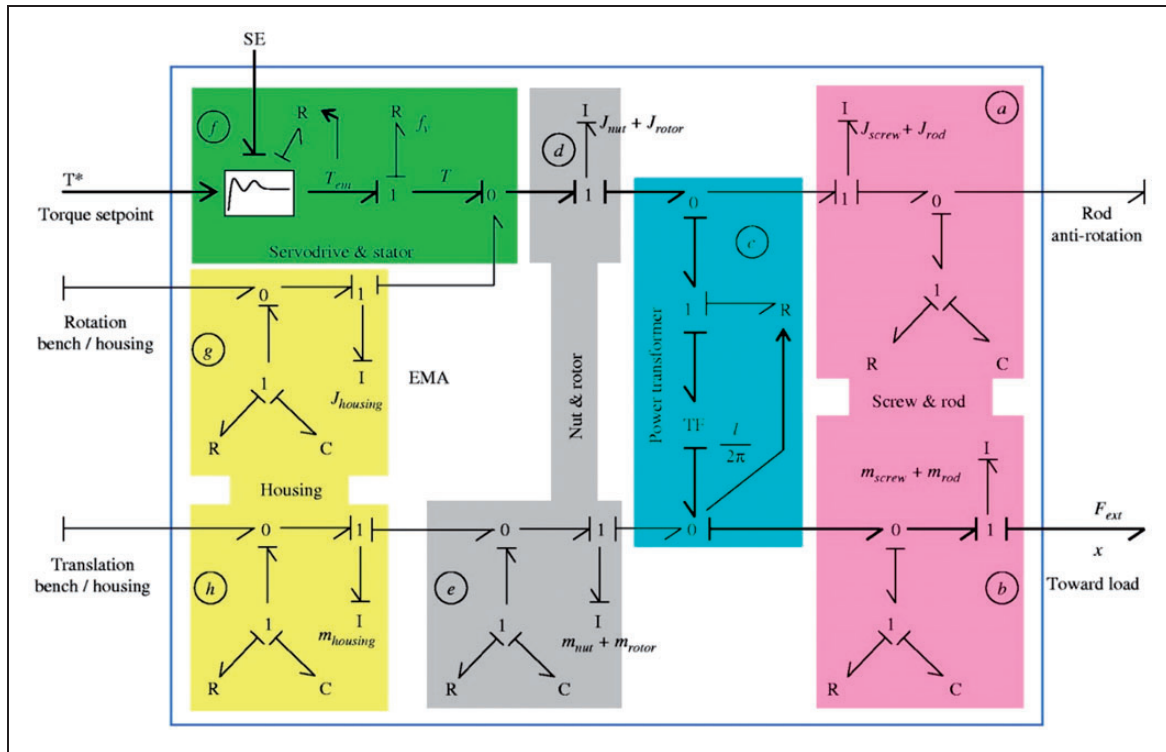 SE
f
R
R
f_v
T*
T_em
T
1
0
Torque setpoint
Servodrive & stator
d
I
J_nut + J_rotor
1
0
c
1
R
Power transformer
TF
l
2π
0
a
I
J_screw + J_rod
1
0
Rod
anti-rotation
1
R
C
Screw & rod
Rotation
bench / housing
0
1
g
1
I
J_housing
R
C
EMA
Housing
Nut & rotor
I
m_screw + m_rod
Translation
bench / housing
0
1
h
1
I
m_housing
R
C
0
1
e
1
I
m_nut + m_rotor
R
C
0
1
F_ext
x
Toward load
b
1
R
C